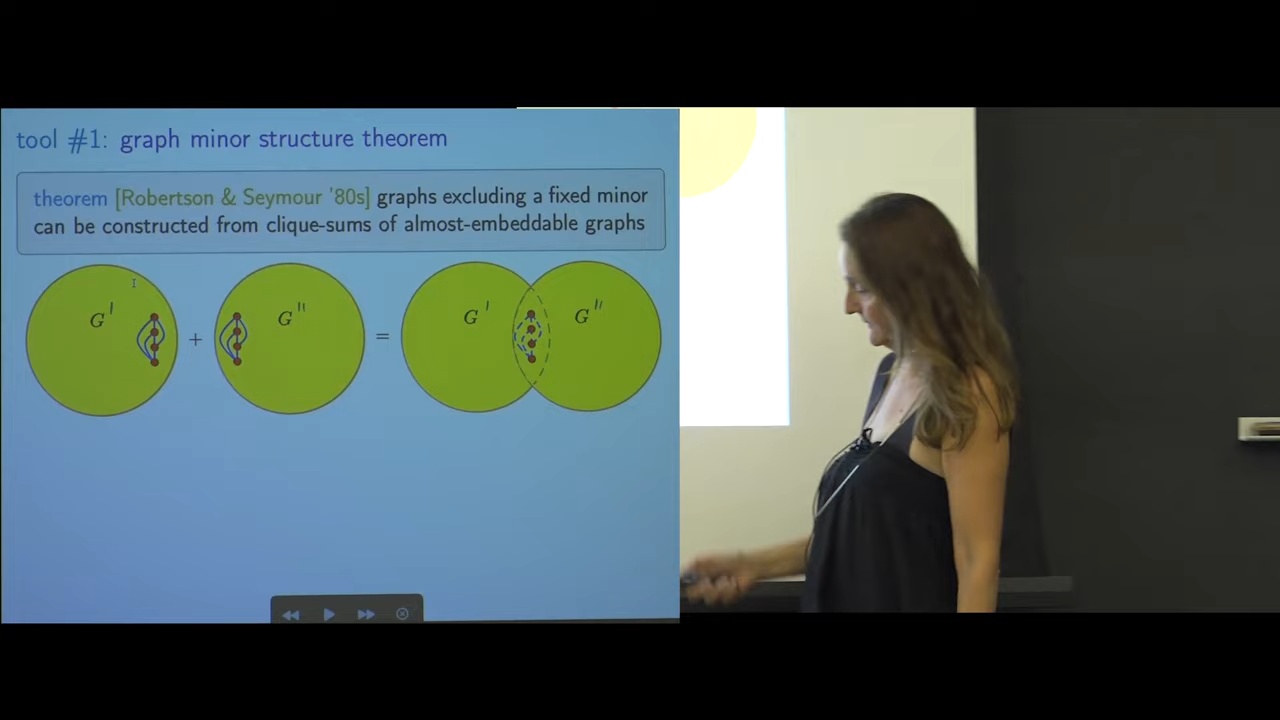 tool #1: graph minor structure theorem
theorem [Robertson & Seymour '80s] graphs excluding a fixed minor
can be constructed from clique-sums of almost-embeddable graphs
G' + G'' = G' G''